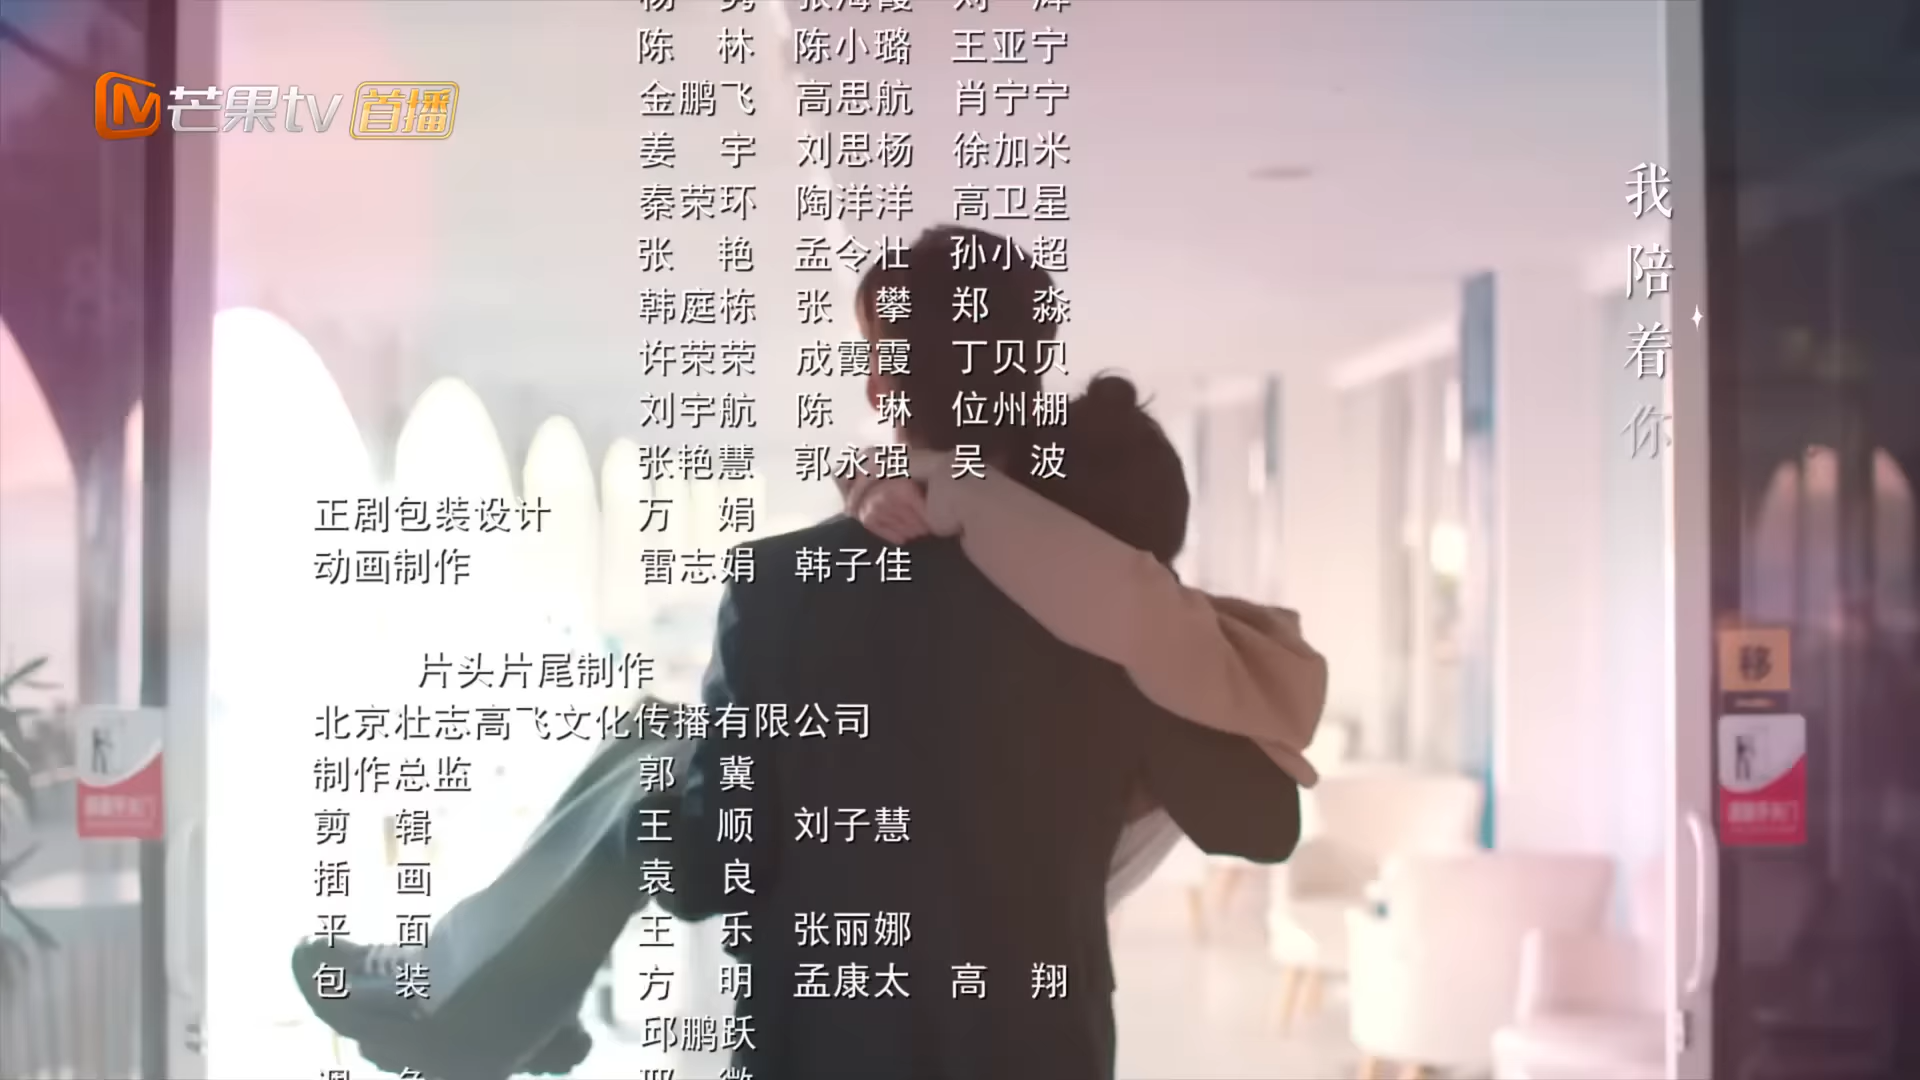 杨　　　张海霞　刘　辉
陈　林　陈小璐　王亚宁
芒果tv 首播
金鹏飞　高思航　肖宁宁
姜　宇　刘思杨　徐加米
秦荣环　陶洋洋　高卫星
张　艳　孟令壮　孙小超
韩庭栋　张　攀　郑　淼
许荣荣　成霞霞　丁贝贝
刘宇航　陈　琳　位州棚
张艳慧　郭永强　吴　波
正剧包装设计　万　娟
动画制作　雷志娟　韩子佳
片头片尾制作
北京壮志高飞文化传播有限公司
制作总监　郭　冀
剪　辑　王　顺　刘子慧
插　画　袁　良
平　面　王　乐　张丽娜
包　装　方　明　孟康太　高　翔
邱鹏跃
我陪着你
移